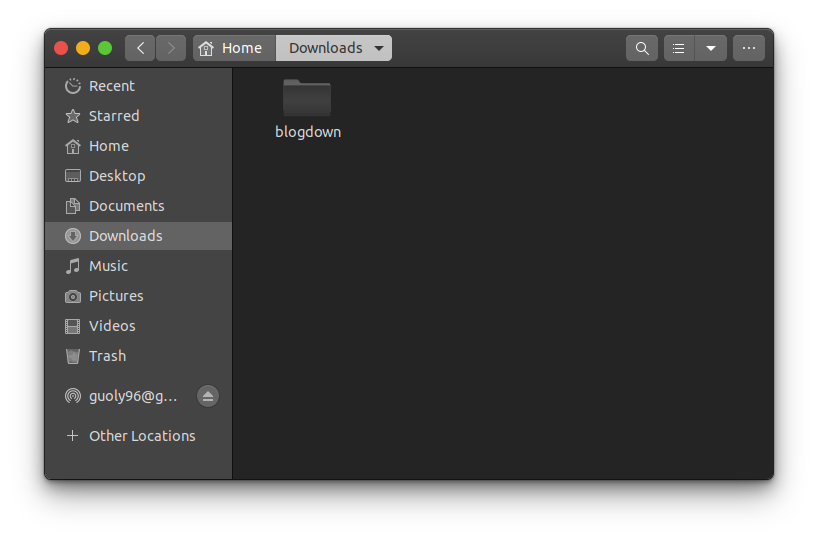 Home
Downloads
Recent
Starred
Home
Desktop
Documents
Downloads
Music
Pictures
Videos
Trash
guoly96@g...
Other Locations
blogdown